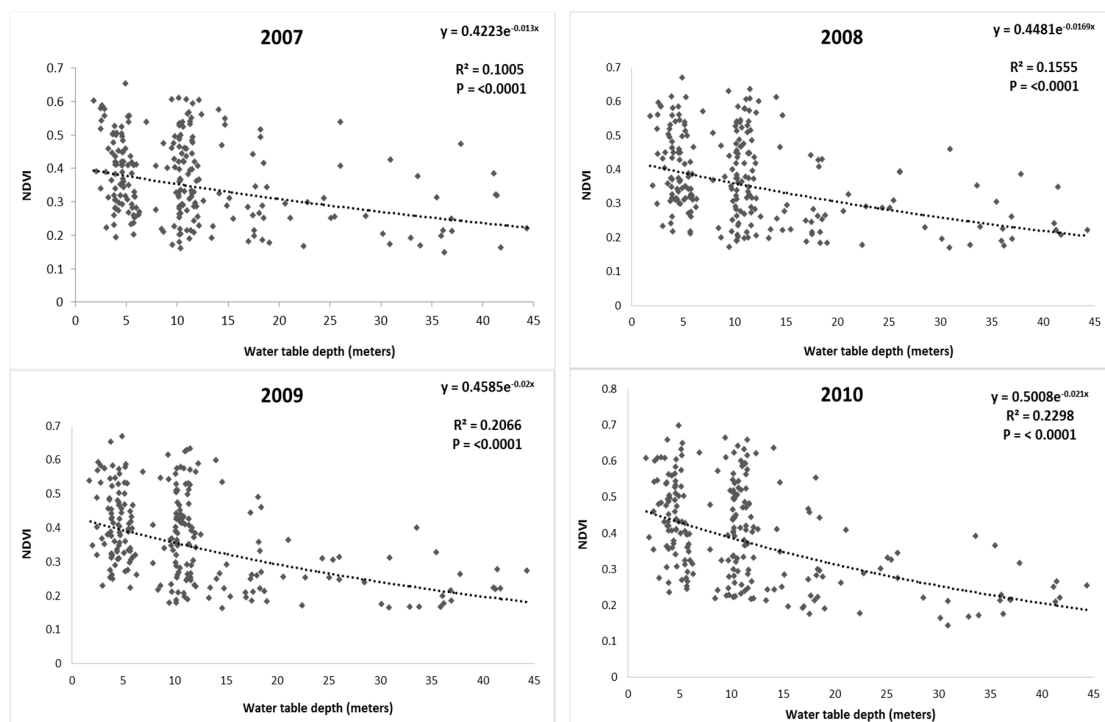 2007
y = 0.4223e^-0.013x
R² = 0.1005
P = <0.0001
0.7
0.6
0.5
0.4
0.3
0.2
0.1
0
NDVI
0 5 10 15 20 25 30 35 40 45
Water table depth (meters)
2008
y = 0.4481e^-0.0169x
R² = 0.1555
P = <0.0001
0.8
0.7
0.6
0.5
0.4
0.3
0.2
0.1
0
NDVI
0 5 10 15 20 25 30 35 40 45
Water table depth (meters)
2009
y = 0.4585e^-0.02x
R² = 0.2066
P = <0.0001
0.7
0.6
0.5
0.4
0.3
0.2
0.1
0
NDVI
0 5 10 15 20 25 30 35 40 45
Water table depth (meters)
2010
y = 0.5008e^-0.021x
R² = 0.2298
P = < 0.0001
0.8
0.7
0.6
0.5
0.4
0.3
0.2
0.1
0
NDVI
0 5 10 15 20 25 30 35 40 45
Water table depth (meters)